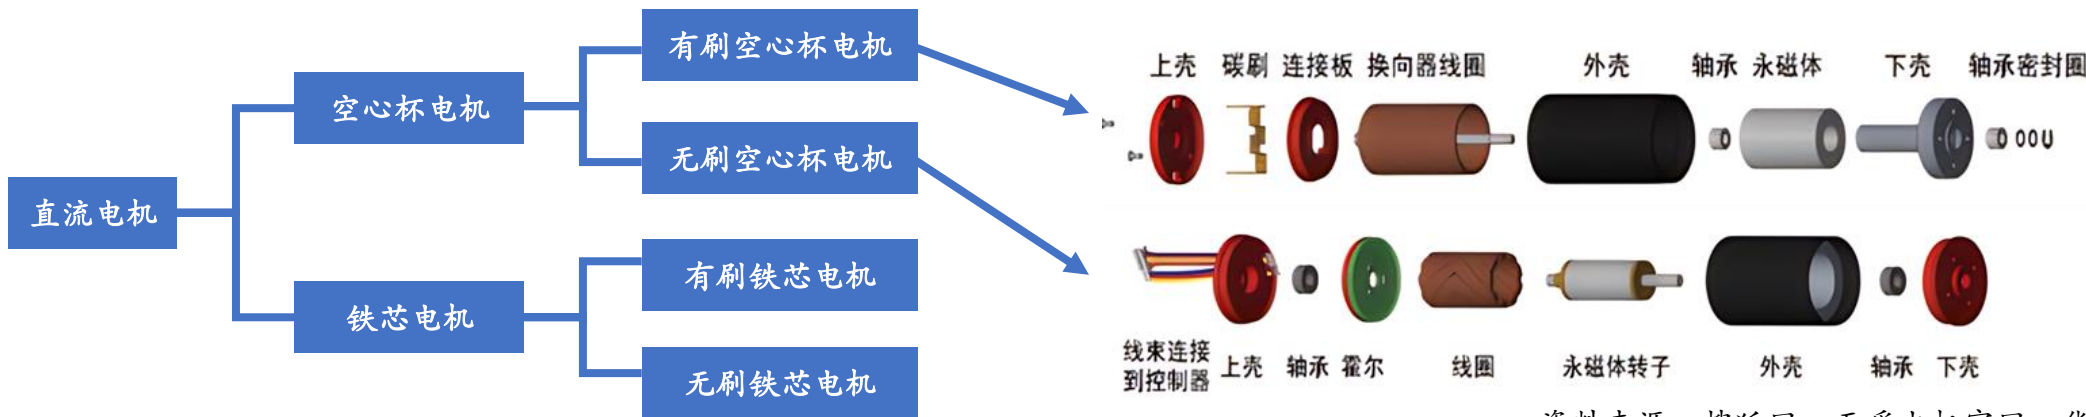 直流电机
空心杯电机
铁芯电机
有刷空心杯电机
无刷空心杯电机
有刷铁芯电机
无刷铁芯电机
上壳 碳刷 连接板 换向器线圈 外壳 轴承 永磁体 下壳 轴承密封圈
线束连接
到控制器 上壳 轴承 霍尔 线圈 永磁体转子 外壳 轴承 下壳